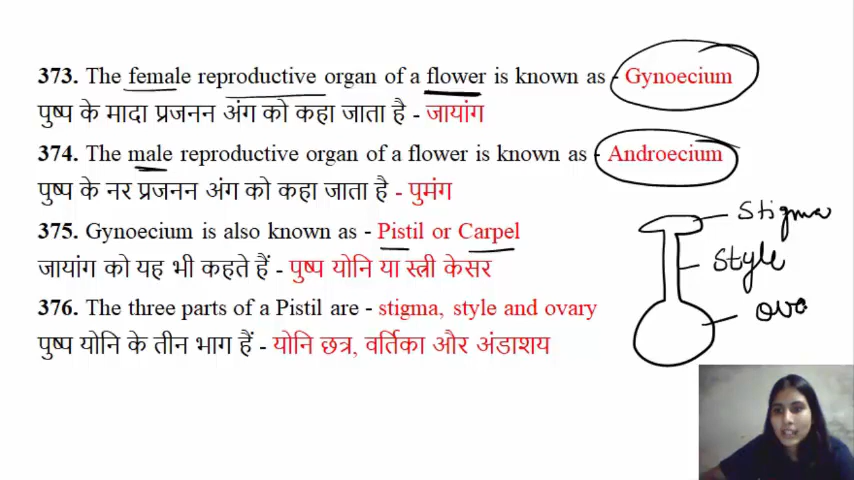 373. The female reproductive organ of a flower is known as - Gynoecium
पुष्प के मादा प्रजनन अंग को कहा जाता है - जायांग
374. The male reproductive organ of a flower is known as - Androecium
पुष्प के नर प्रजनन अंग को कहा जाता है - पुमंग
375. Gynoecium is also known as - Pistil or Carpel
जायांग को यह भी कहते हैं - पुष्प योनि या स्त्री केसर
376. The three parts of a Pistil are - stigma, style and ovary
पुष्प योनि के तीन भाग हैं - योनि छत्र, वर्तिका और अंडाशय
Stigma
Style
ova